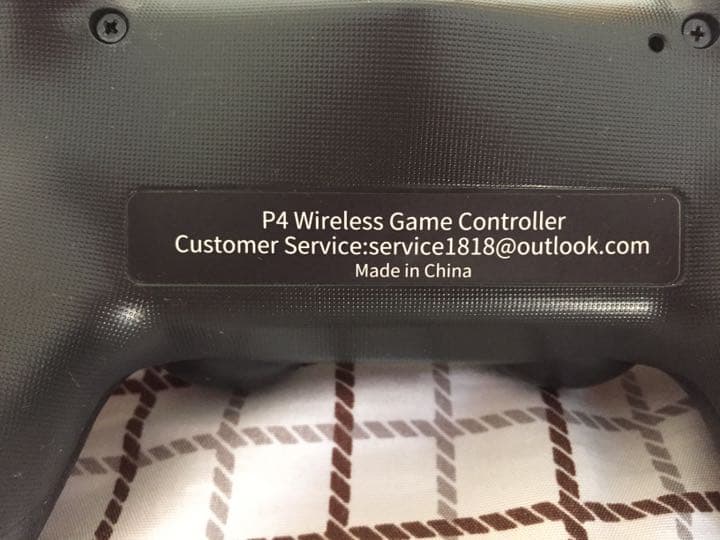 P4 Wireless Game Controller
Customer Service:service1818@outlook.com
Made in China